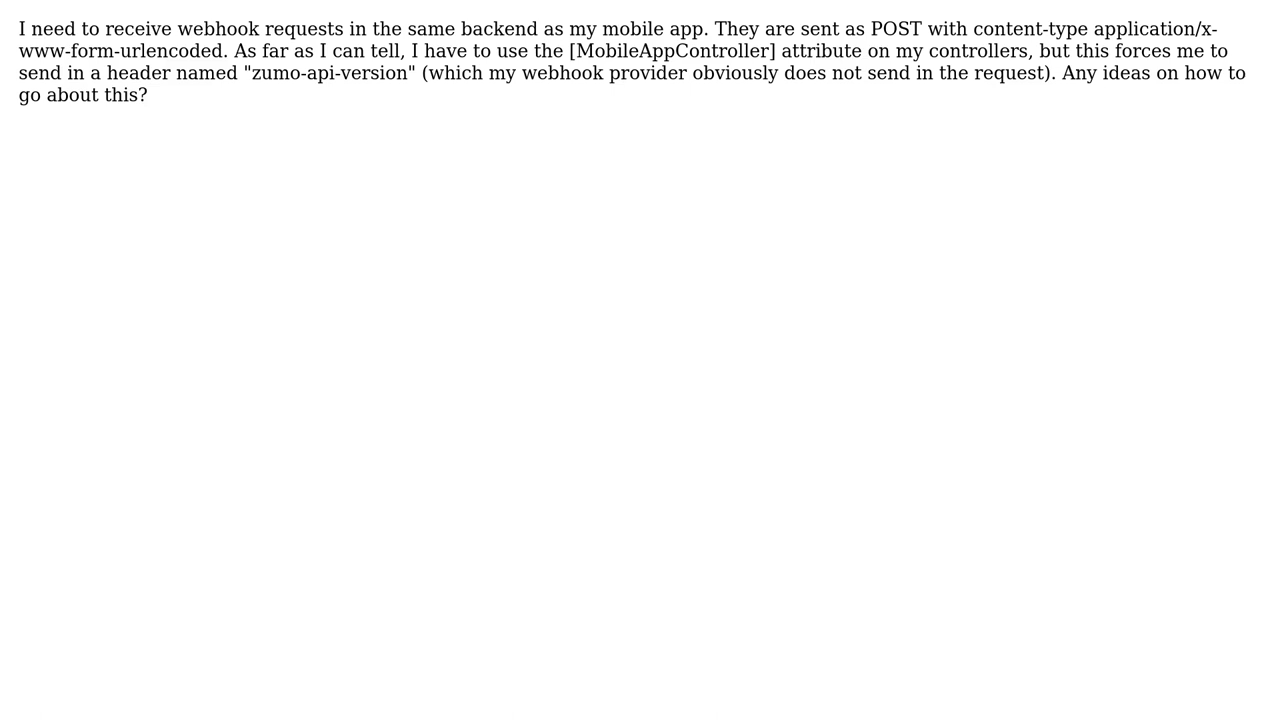 I need to receive webhook requests in the same backend as my mobile app. They are sent as POST with content-type application/x-
www-form-urlencoded. As far as I can tell, I have to use the [MobileAppController] attribute on my controllers, but this forces me to
send in a header named "zumo-api-version" (which my webhook provider obviously does not send in the request). Any ideas on how to
go about this?